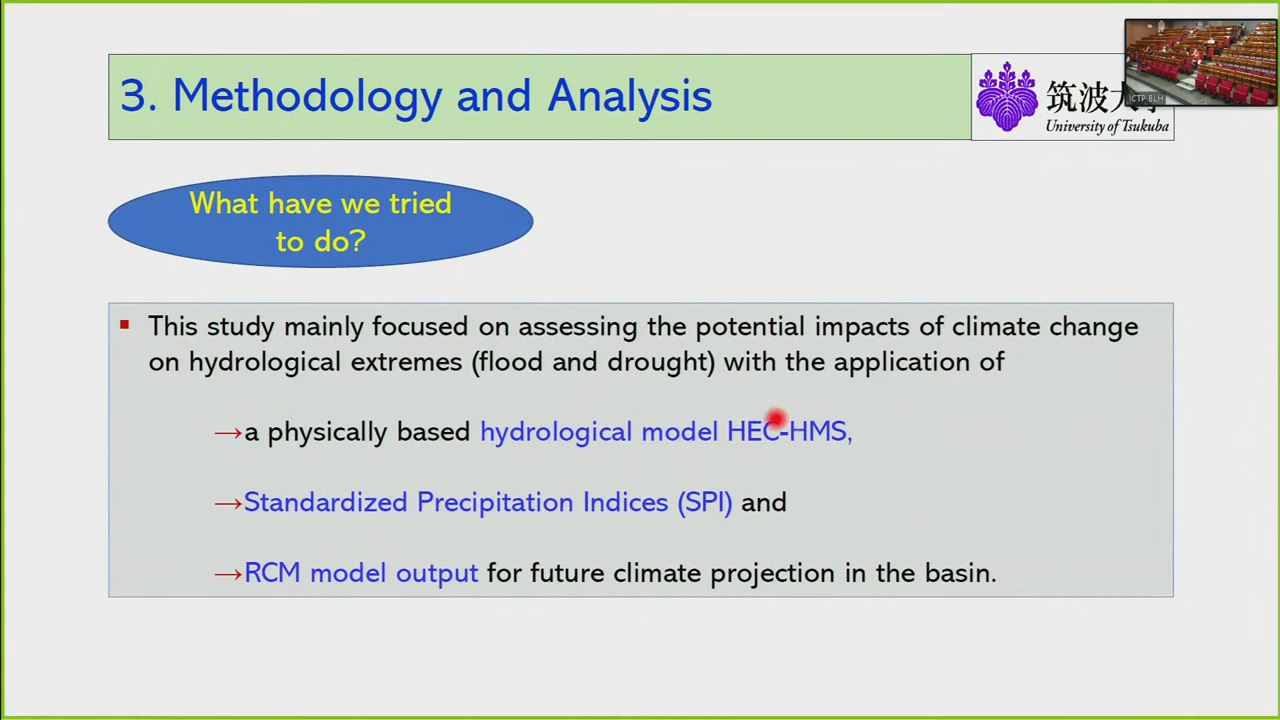 3. Methodology and Analysis
筑波大
University of Tsukuba
ICTP BLH
What have we tried
to do?
▪ This study mainly focused on assessing the potential impacts of climate change
on hydrological extremes (flood and drought) with the application of
→a physically based hydrological model HEC-HMS,
→Standardized Precipitation Indices (SPI) and
→RCM model output for future climate projection in the basin.